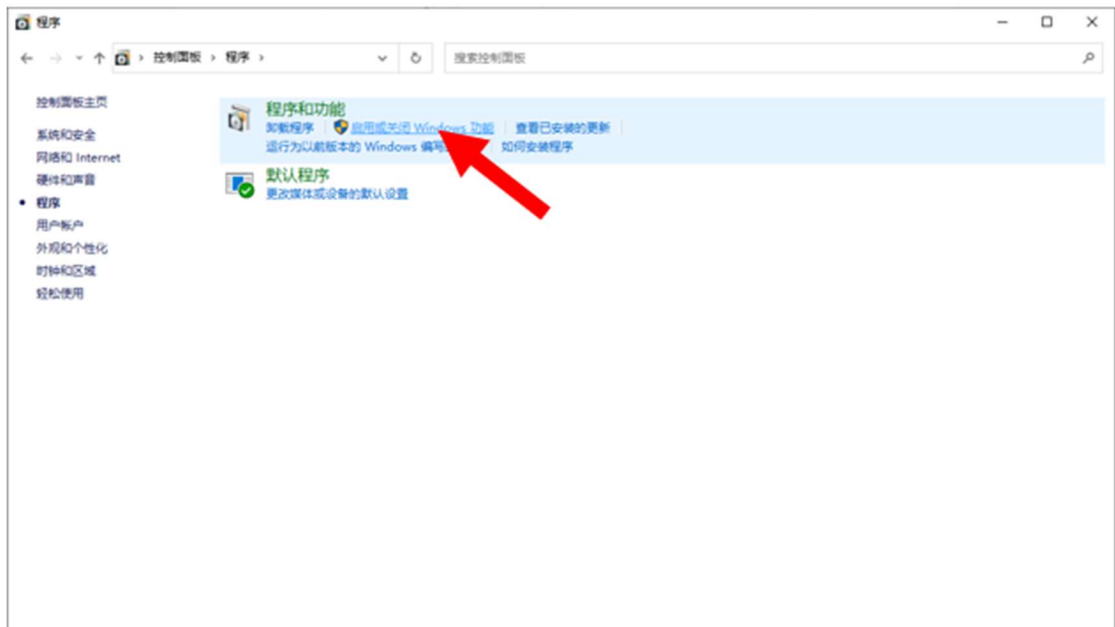 程序
控制面板 › 程序 ›
搜索控制面板
控制面板主页
系统和安全
网络和 Internet
硬件和声音
程序
用户帐户
外观和个性化
时钟和区域
轻松使用
程序和功能
卸载程序 启用或关闭 Windows 功能 查看已安装的更新
运行为以前版本的 Windows 编写 如何安装程序
默认程序
更改媒体或设备的默认设置